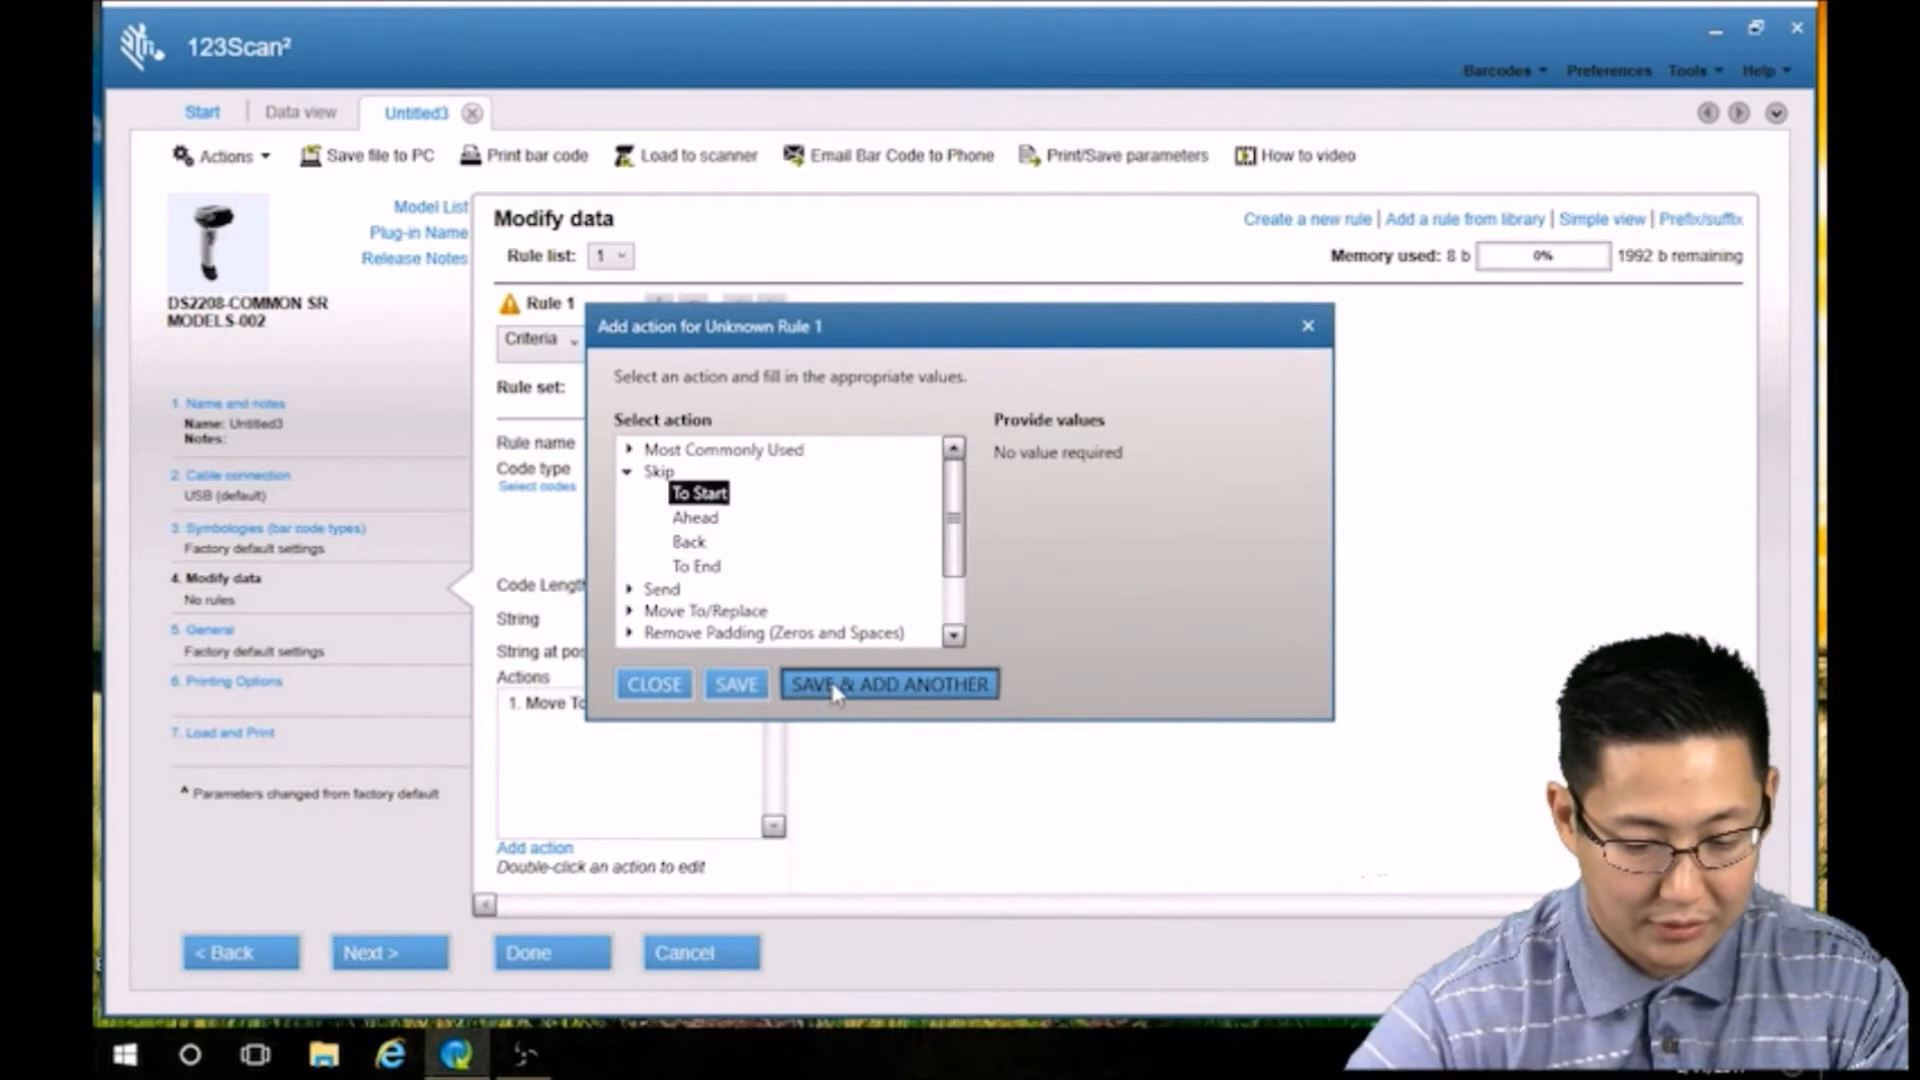 123Scan²
Barcodes Preferences Tools Help
Start Data view Untitled3
Actions Save file to PC Print bar code Load to scanner Email Bar Code to Phone Print/Save parameters How to video
Model List
Plug-in Name
Release Notes
DS2208-COMMON SR
MODELS-002
1. Name and notes
Name: Untitled3
Notes:
2. Cable connection
USB (default)
3. Symbologies (bar code types)
Factory default settings
4. Modify data
No rules
5. General
Factory default settings
6. Printing Options
7. Load and Print
^ Parameters changed from factory default
Modify data
Create a new rule | Add a rule from library | Simple view | Prefix/suffix
Rule list: 1
Memory used: 8 b 0% 1992 b remaining
Rule 1
Criteria
Rule set:
Rule name
Code type
Select codes
Code Length
String
String at pos
Actions
1. Move To
Add action
Double-click an action to edit
Add action for Unknown Rule 1
Select an action and fill in the appropriate values.
Select action
Most Commonly Used
Skip
To Start
Ahead
Back
To End
Send
Move To/Replace
Remove Padding (Zeros and Spaces)
Provide values
No value required
CLOSE SAVE SAVE & ADD ANOTHER
< Back Next > Done Cancel